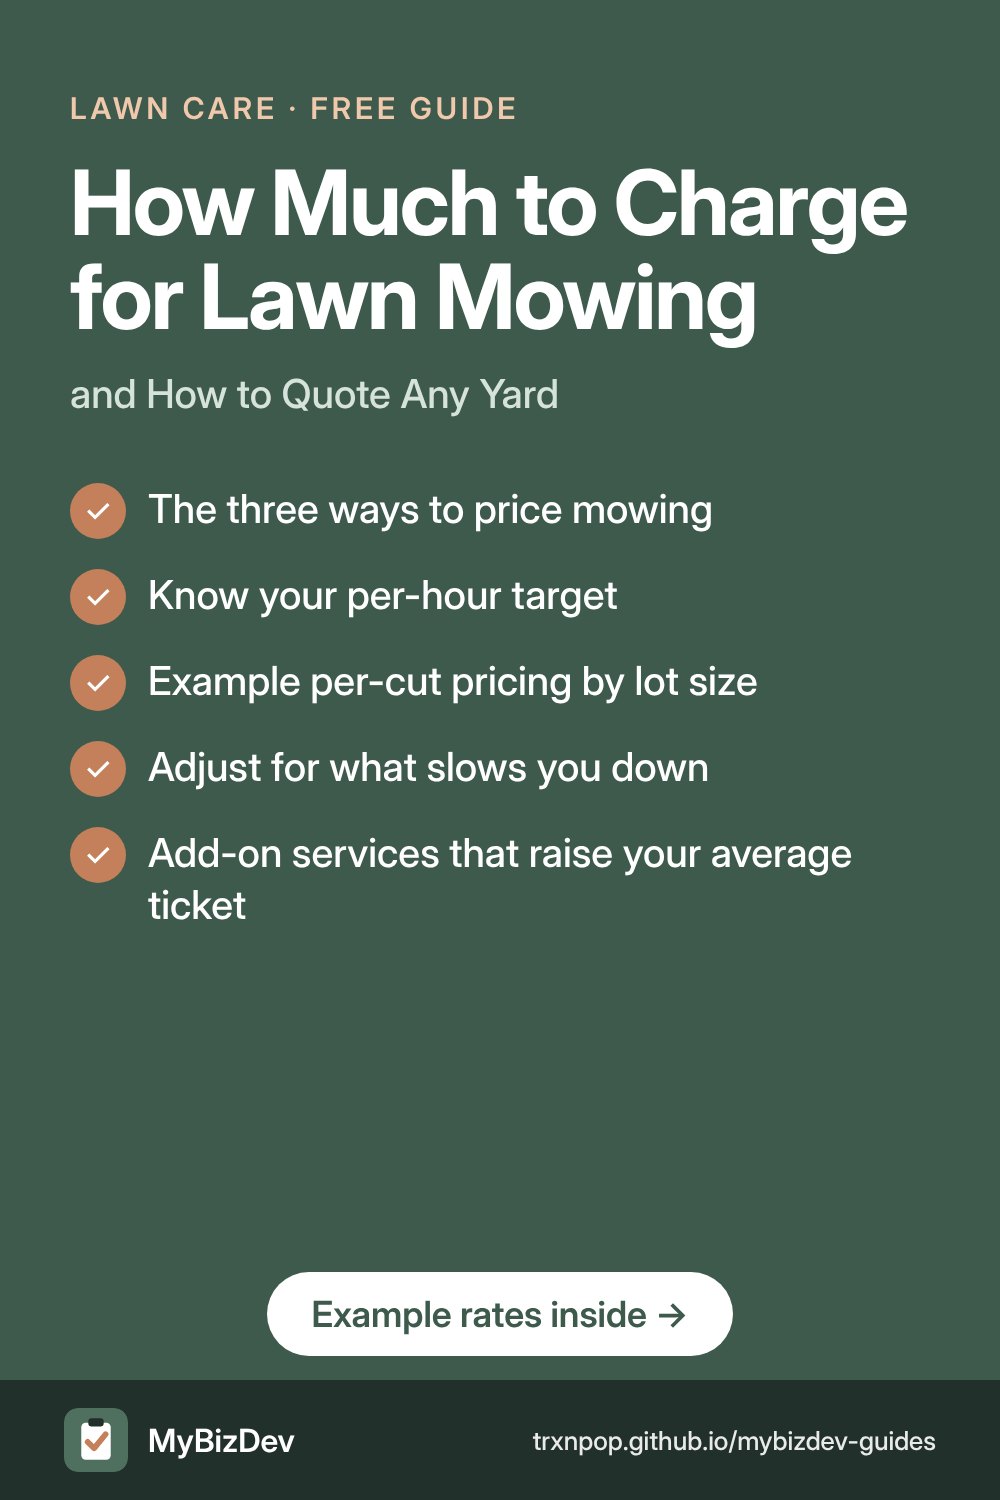 LAWN CARE · FREE GUIDE
How Much to Charge
for Lawn Mowing
and How to Quote Any Yard
The three ways to price mowing
Know your per-hour target
Example per-cut pricing by lot size
Adjust for what slows you down
Add-on services that raise your average
ticket
Example rates inside →
MyBizDev
trxnpop.github.io/mybizdev-guides